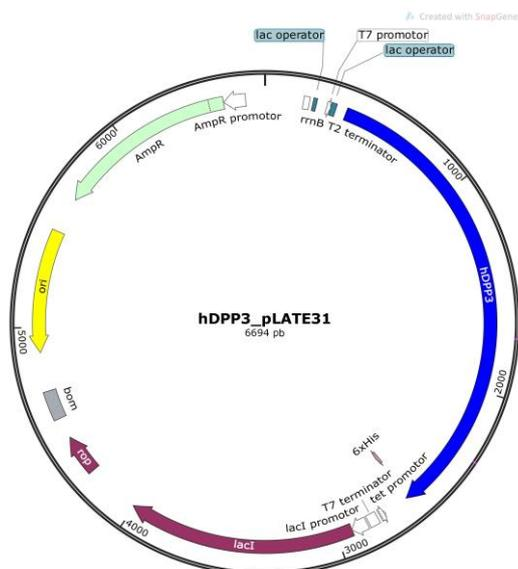 Created with SnapGene
lac operator
T7 promotor
lac operator
rrnB T2 terminator
AmpR promotor
AmpR
6000
1000
hDPP3
ori
hDPP3_pLATE31
6694 pb
5000
2000
bom
6xHis
rop
tet promotor
T7 terminator
lacI promotor
4000
lacI
3000